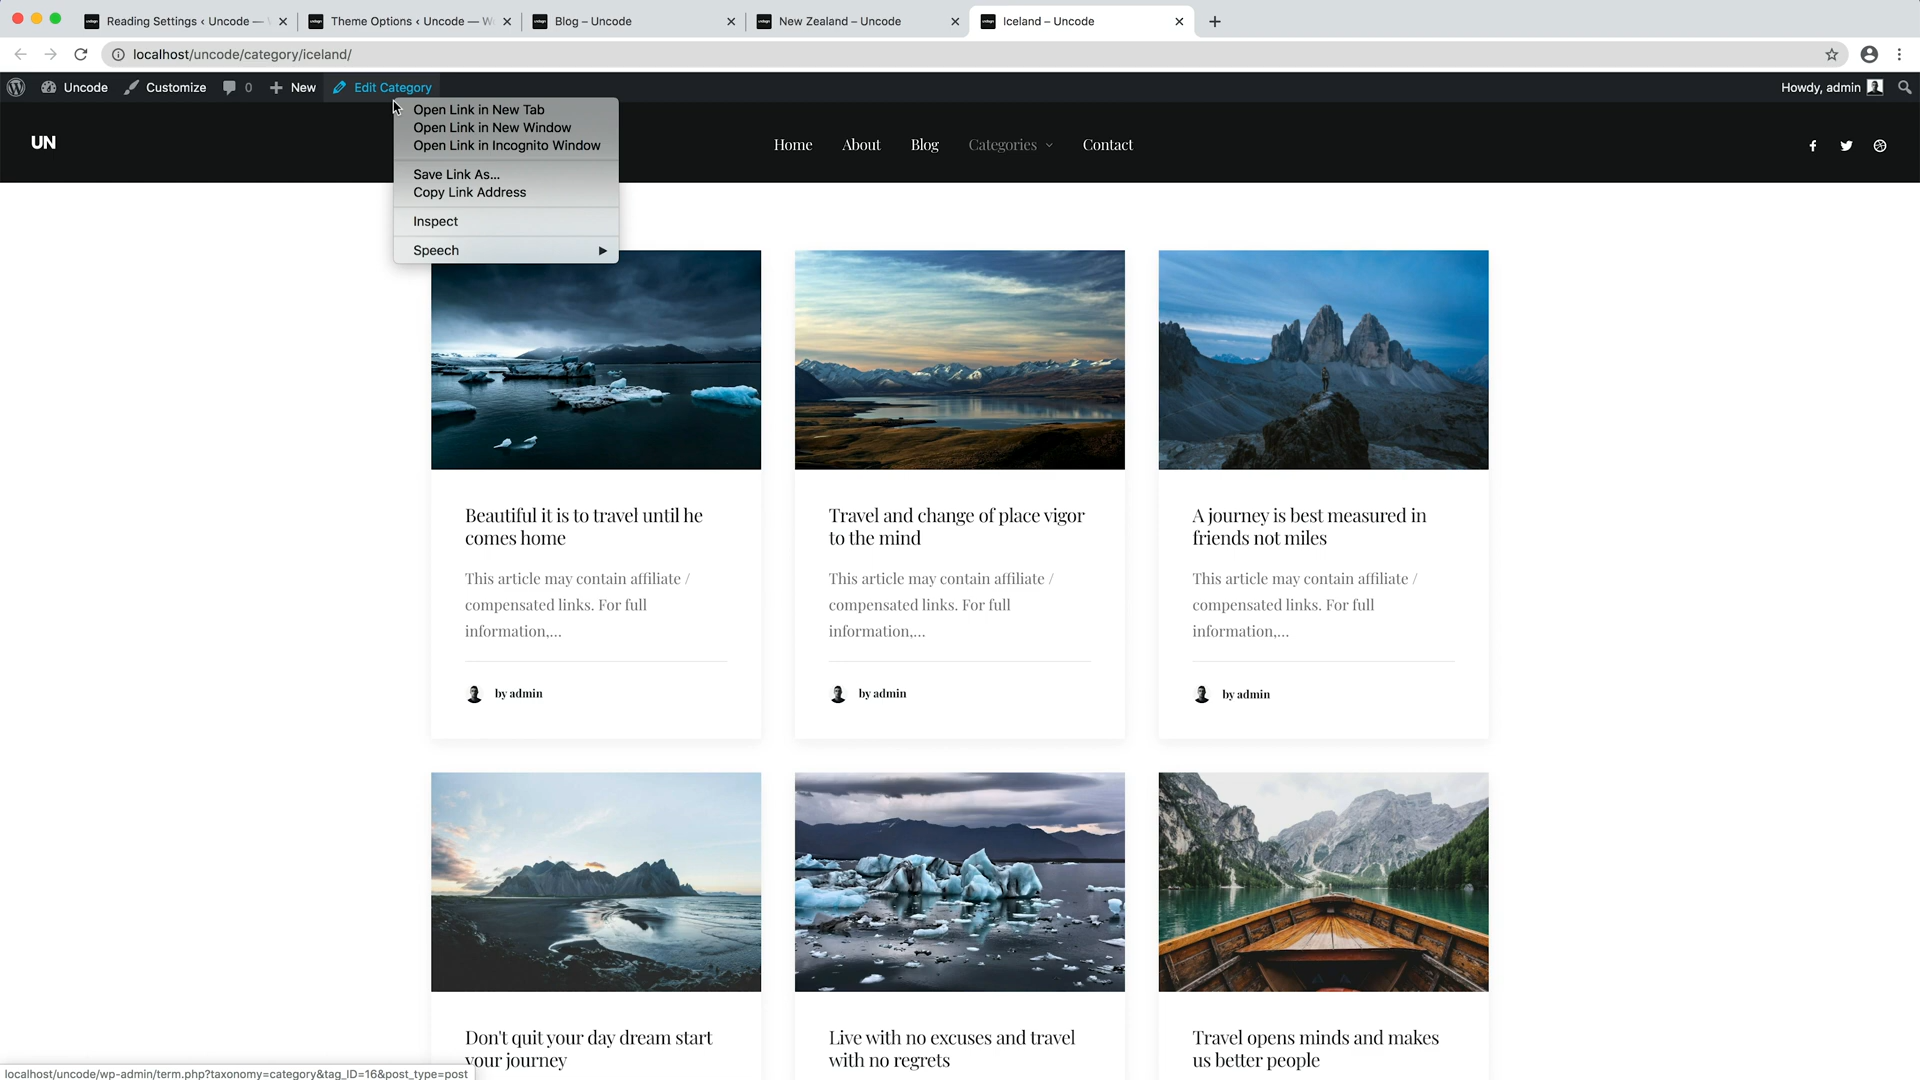 Reading Settings ‹ Uncode —
Theme Options ‹ Uncode — W
Blog – Uncode
New Zealand – Uncode
Iceland – Uncode
localhost/uncode/category/iceland/
Uncode
Customize
0
New
Edit Category
Howdy, admin
Open Link in New Tab
Open Link in New Window
Open Link in Incognito Window
Save Link As...
Copy Link Address
Inspect
Speech
UN
Home
About
Blog
Categories
Contact
Beautiful it is to travel until he
comes home
This article may contain affiliate /
compensated links. For full
information,...
by admin
Travel and change of place vigor
to the mind
This article may contain affiliate /
compensated links. For full
information,...
by admin
A journey is best measured in
friends not miles
This article may contain affiliate /
compensated links. For full
information,...
by admin
Don't quit your day dream start
your journey
Live with no excuses and travel
with no regrets
Travel opens minds and makes
us better people
localhost/uncode/wp-admin/term.php?taxonomy=category&tag_ID=16&post_type=post